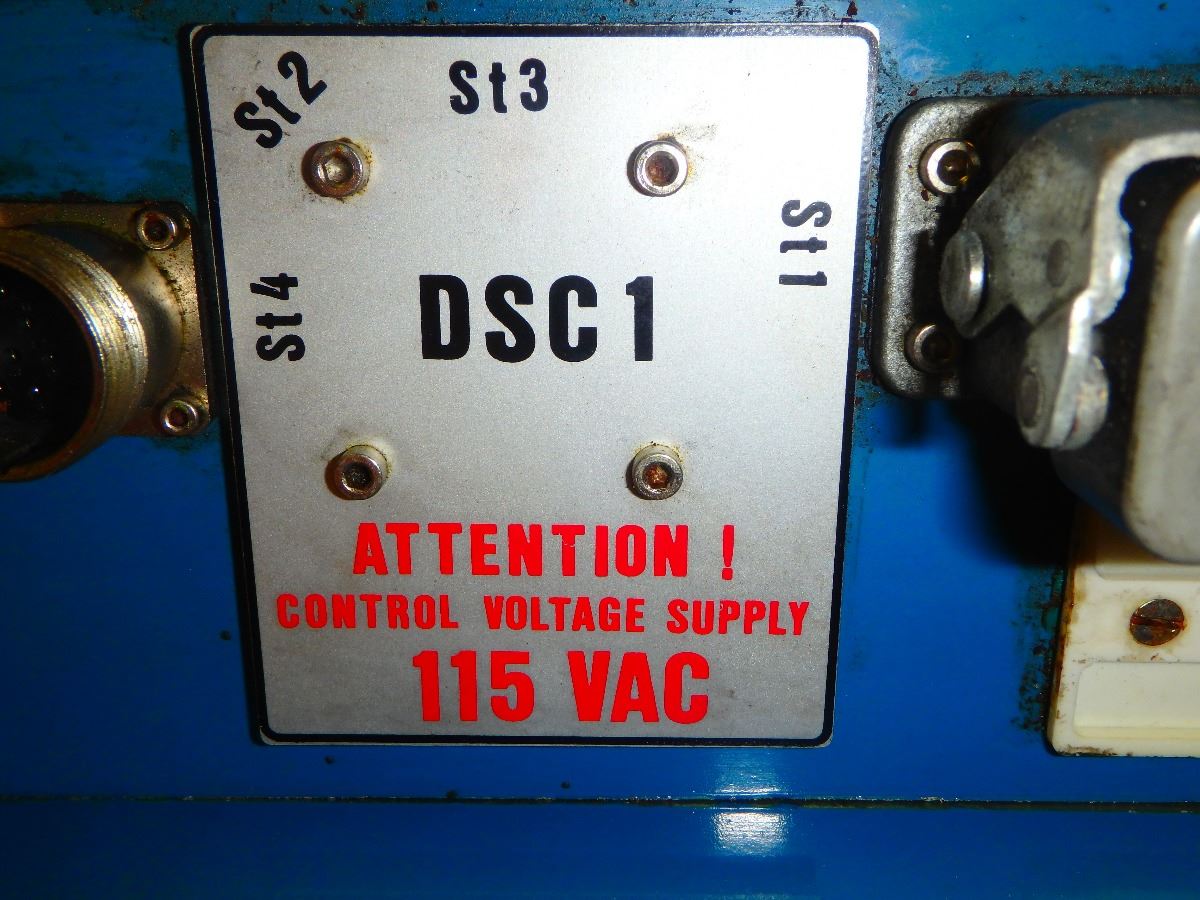 St2
St3
St1
St4
DSC1
ATTENTION !
CONTROL VOLTAGE SUPPLY
115 VAC